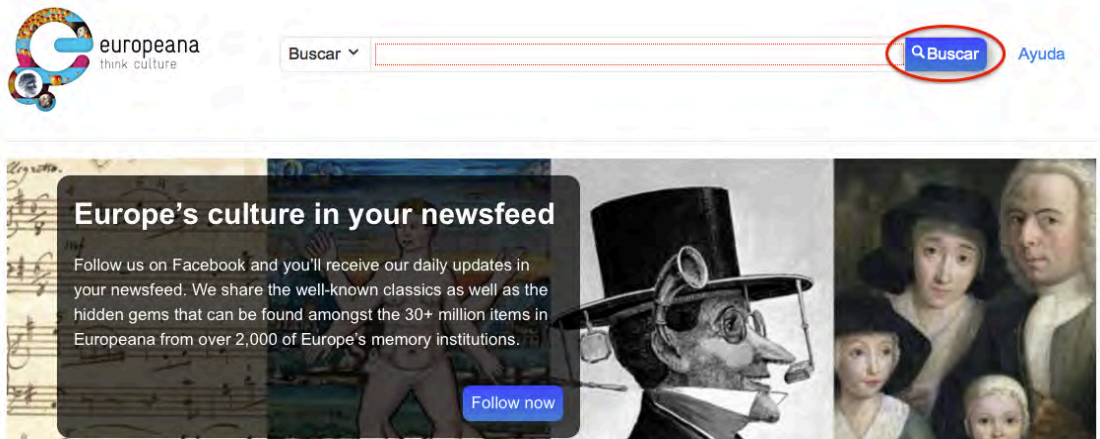 europeana
think culture
Buscar
Buscar
Ayuda
Allegretto.
mf
Europe's culture in your newsfeed
Follow us on Facebook and you'll receive our daily updates in
your newsfeed. We share the well-known classics as well as the
hidden gems that can be found amongst the 30+ million items in
Europeana from over 2,000 of Europe's memory institutions.
Follow now